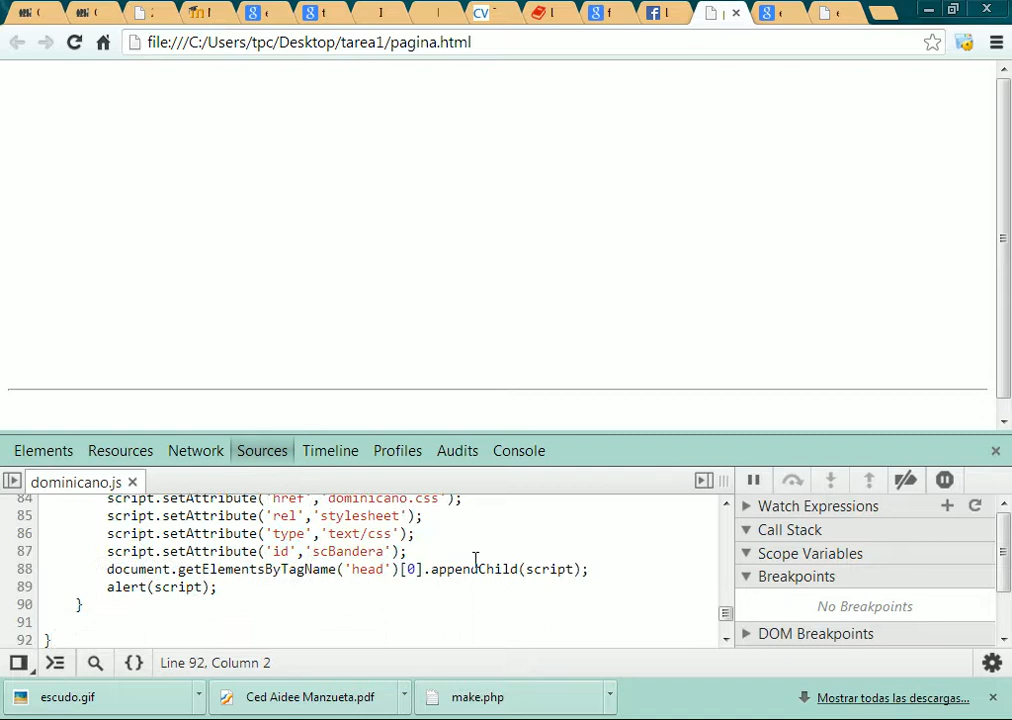 CV
file:///C:/Users/tpc/Desktop/tarea1/pagina.html
Elements Resources Network Sources Timeline Profiles Audits Console
dominicano.js
84 script.setAttribute('href','dominicano.css');
85 script.setAttribute('rel','stylesheet');
86 script.setAttribute('type','text/css');
87 script.setAttribute('id','scBandera');
88 document.getElementsByTagName('head')[0].appendChild(script);
89 alert(script);
90 }
91
92 }
Watch Expressions
Call Stack
Scope Variables
Breakpoints
No Breakpoints
DOM Breakpoints
Line 92, Column 2
escudo.gif Ced Aidee Manzueta.pdf make.php Mostrar todas las descargas...